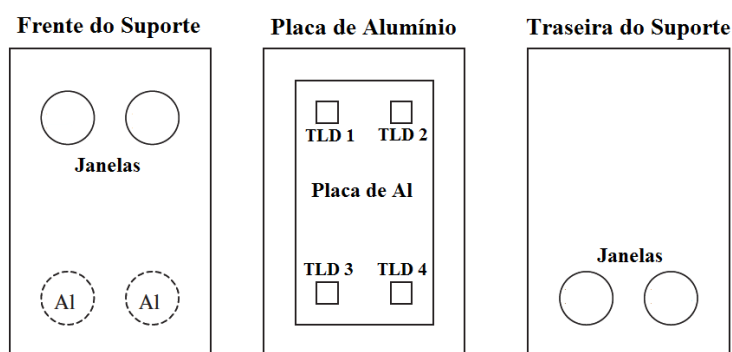 Frente do Suporte
Janelas
Al Al
Placa de Alumínio
TLD 1 TLD 2
Placa de Al
TLD 3 TLD 4
Traseira do Suporte
Janelas